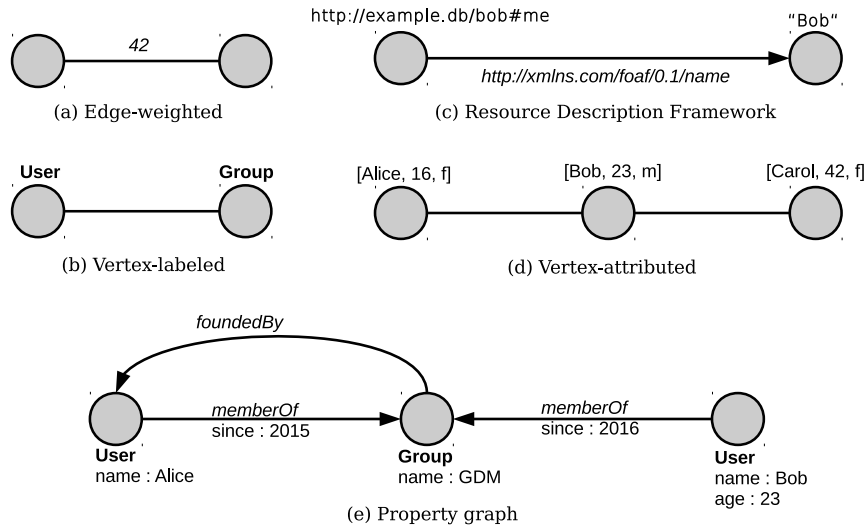 42
(a) Edge-weighted
http://example.db/bob#me
"Bob"
http://xmlns.com/foaf/0.1/name
(c) Resource Description Framework
User
Group
(b) Vertex-labeled
[Alice, 16, f]
[Bob, 23, m]
[Carol, 42, f]
(d) Vertex-attributed
foundedBy
memberOf
since : 2015
memberOf
since : 2016
User
name : Alice
Group
name : GDM
User
name : Bob
age : 23
(e) Property graph